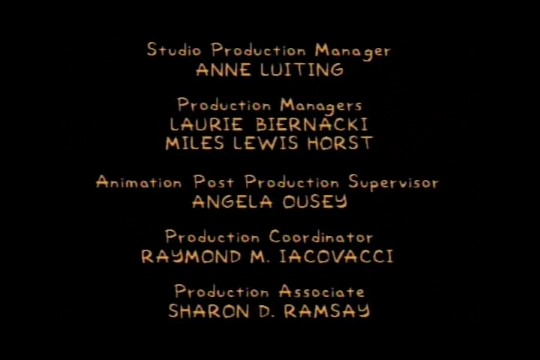 Studio Production Manager
ANNE LUITING
Production Managers
LAURIE BIERNACKI
MILES LEWIS HORST
Animation Post Production Supervisor
ANGELA OUSEY
Production Coordinator
RAYMOND M. IACOVACCI
Production Associate
SHARON D. RAMSAY